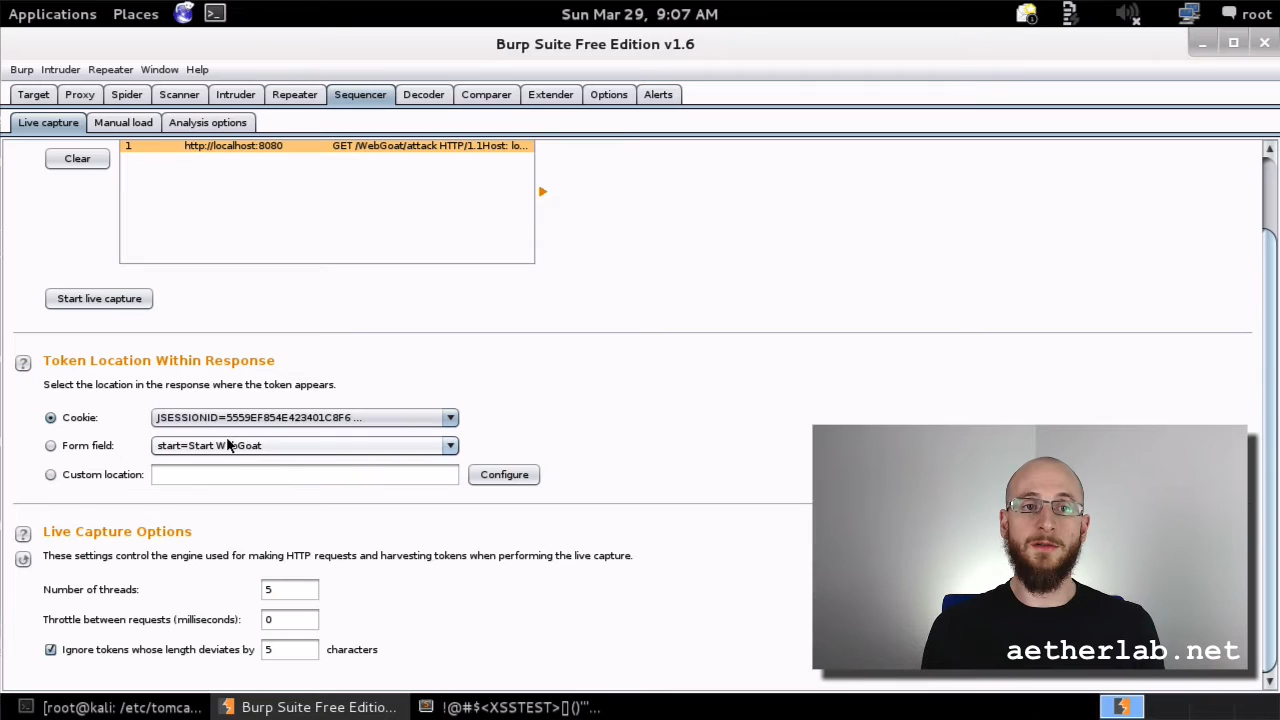 Applications Places Sun Mar 29, 9:07 AM root
Burp Suite Free Edition v1.6
Burp Intruder Repeater Window Help
Target Proxy Spider Scanner Intruder Repeater Sequencer Decoder Comparer Extender Options Alerts
Live capture Manual load Analysis options
1 http://localhost:8080 GET /WebGoat/attack HTTP/1.1Host: lo...
Clear
Start live capture
? Token Location Within Response
Select the location in the response where the token appears.
Cookie: JSESSIONID=5559EF854E423401C8F6 ...
Form field: start=Start WebGoat
Custom location: Configure
? Live Capture Options
These settings control the engine used for making HTTP requests and harvesting tokens when performing the live capture.
Number of threads: 5
Throttle between requests (milliseconds): 0
Ignore tokens whose length deviates by 5 characters
aetherlab.net
[root@kali: /etc/tomca... Burp Suite Free Editio... !@#$<XSSTEST>[]()'"...